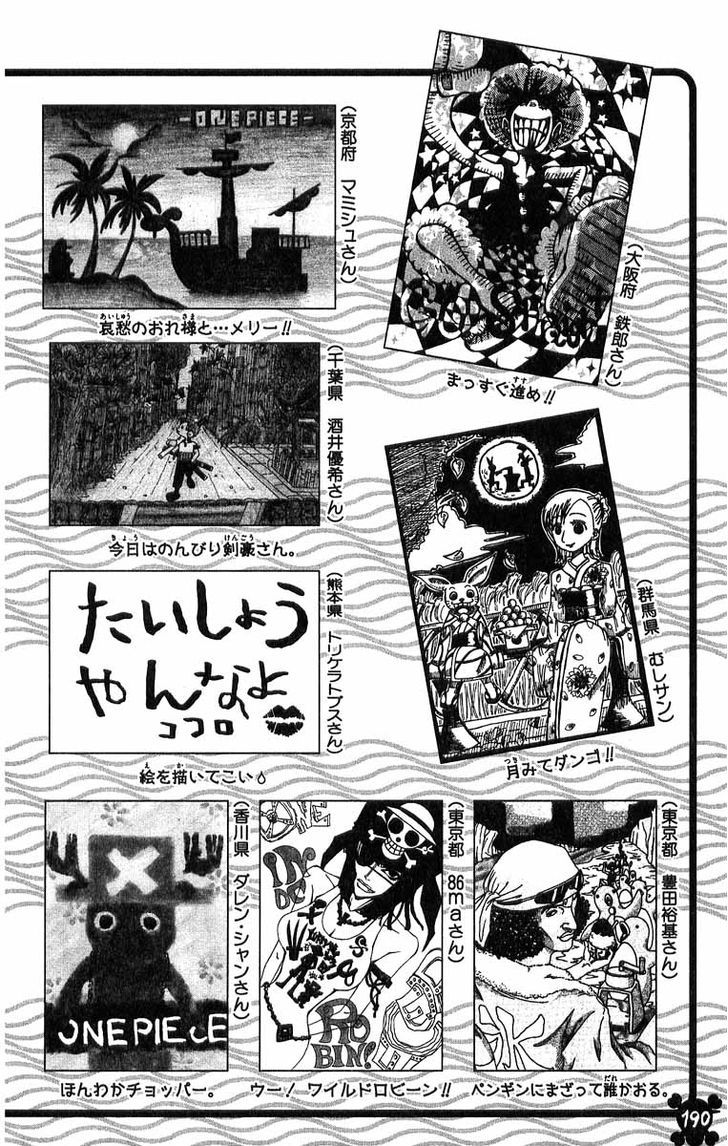 ONE PIECE
(京都府 マミシュさん)
哀愁のおれ様と…メリー!!
(大阪府 鉄郎さん)
まっすぐ進め!!
(千葉県 酒井優希さん)
今日はのんびり剣豪さん。
(群馬県 むしサン)
月みてダンゴ!!
たいしょう
やんなよ
ココロ
(熊本県 トリケラトプスさん)
絵を描いてこい
ONE PIECE
(香川県 ダレン・シャンさん)
ほんわかチョッパー。
RO
BIN!
(東京都 86maさん)
ウー! ワイルドロビーン!!
氷
(東京都 豊田裕基さん)
ペンギンにまざって誰かおる。
190